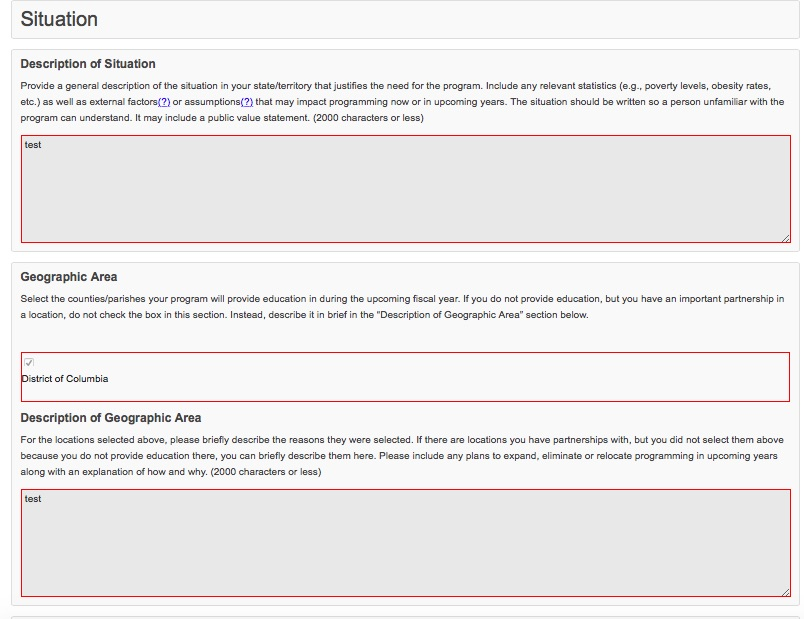 Situation
Description of Situation
Provide a general description of the situation in your state/territory that justifies the need for the program. Include any relevant statistics (e.g., poverty levels, obesity rates,
etc.) as well as external factors(?) or assumptions(?) that may impact programming now or in upcoming years. The situation should be written so a person unfamiliar with the
program can understand. It may include a public value statement. (2000 characters or less)
test
Geographic Area
Select the counties/parishes your program will provide education in during the upcoming fiscal year. If you do not provide education, but you have an important partnership in
a location, do not check the box in this section. Instead, describe it in brief in the "Description of Geographic Area" section below.
District of Columbia
Description of Geographic Area
For the locations selected above, please briefly describe the reasons they were selected. If there are locations you have partnerships with, but you did not select them above
because you do not provide education there, you can briefly describe them here. Please include any plans to expand, eliminate or relocate programming in upcoming years
along with an explanation of how and why. (2000 characters or less)
test